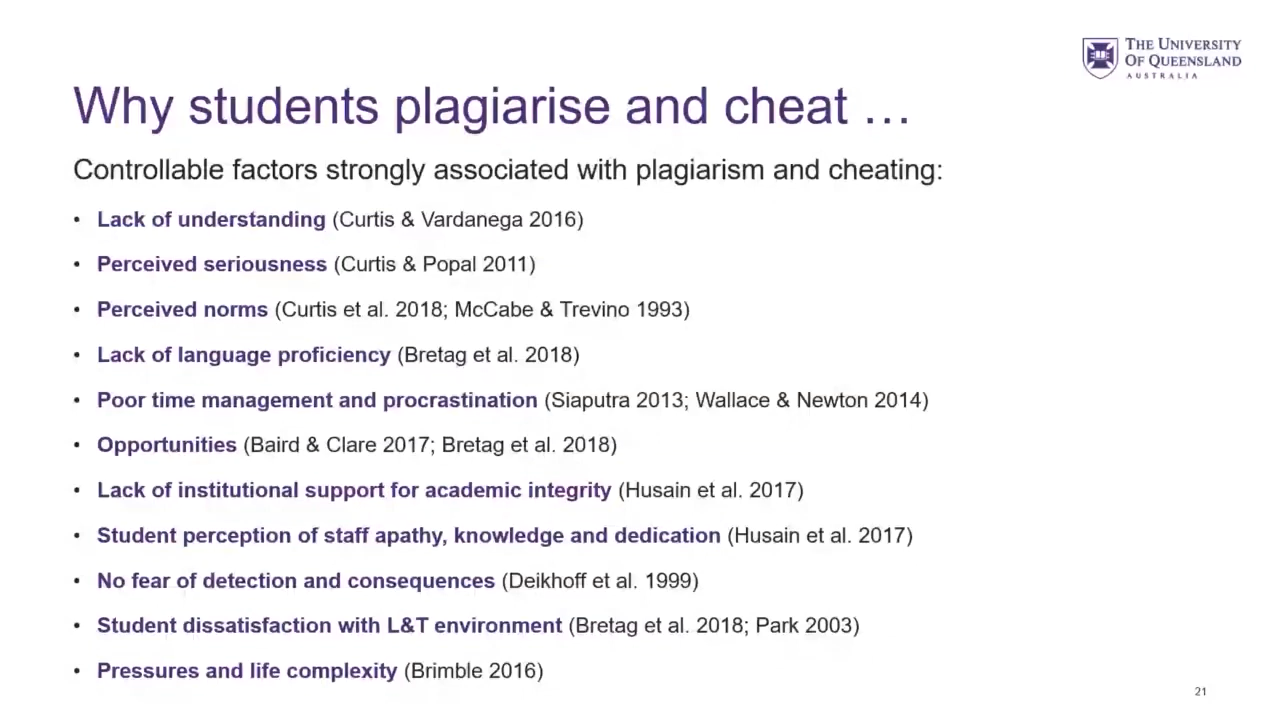 THE UNIVERSITY
OF QUEENSLAND
AUSTRALIA
Why students plagiarise and cheat …
Controllable factors strongly associated with plagiarism and cheating:
• Lack of understanding (Curtis & Vardanega 2016)
• Perceived seriousness (Curtis & Popal 2011)
• Perceived norms (Curtis et al. 2018; McCabe & Trevino 1993)
• Lack of language proficiency (Bretag et al. 2018)
• Poor time management and procrastination (Siaputra 2013; Wallace & Newton 2014)
• Opportunities (Baird & Clare 2017; Bretag et al. 2018)
• Lack of institutional support for academic integrity (Husain et al. 2017)
• Student perception of staff apathy, knowledge and dedication (Husain et al. 2017)
• No fear of detection and consequences (Deikhoff et al. 1999)
• Student dissatisfaction with L&T environment (Bretag et al. 2018; Park 2003)
• Pressures and life complexity (Brimble 2016)
21